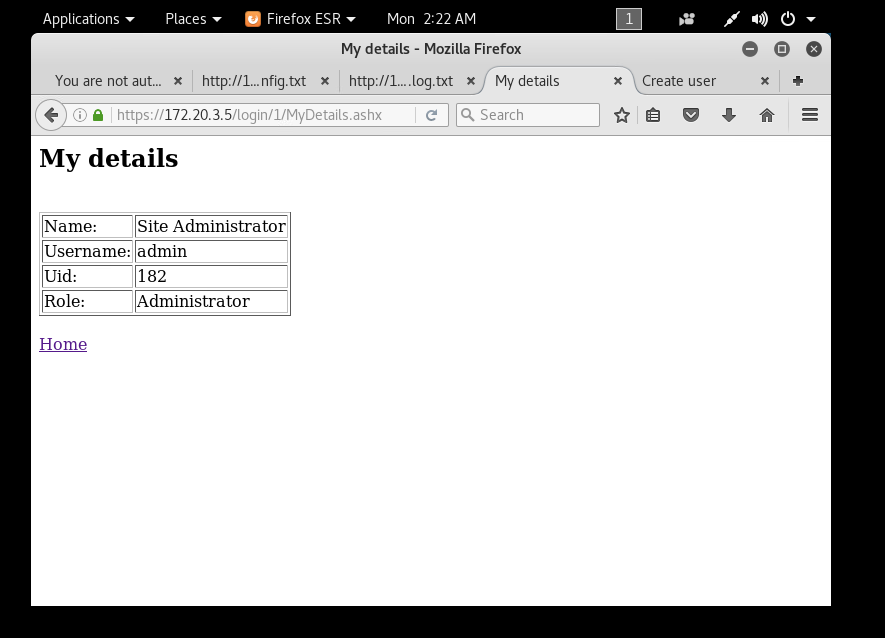 Applications Places Firefox ESR Mon 2:22 AM 1
My details - Mozilla Firefox
You are not aut... http://1...nfig.txt http://1....log.txt My details Create user
https://172.20.3.5/login/1/MyDetails.ashx Search
My details
Name: Site Administrator
Username: admin
Uid: 182
Role: Administrator
Home